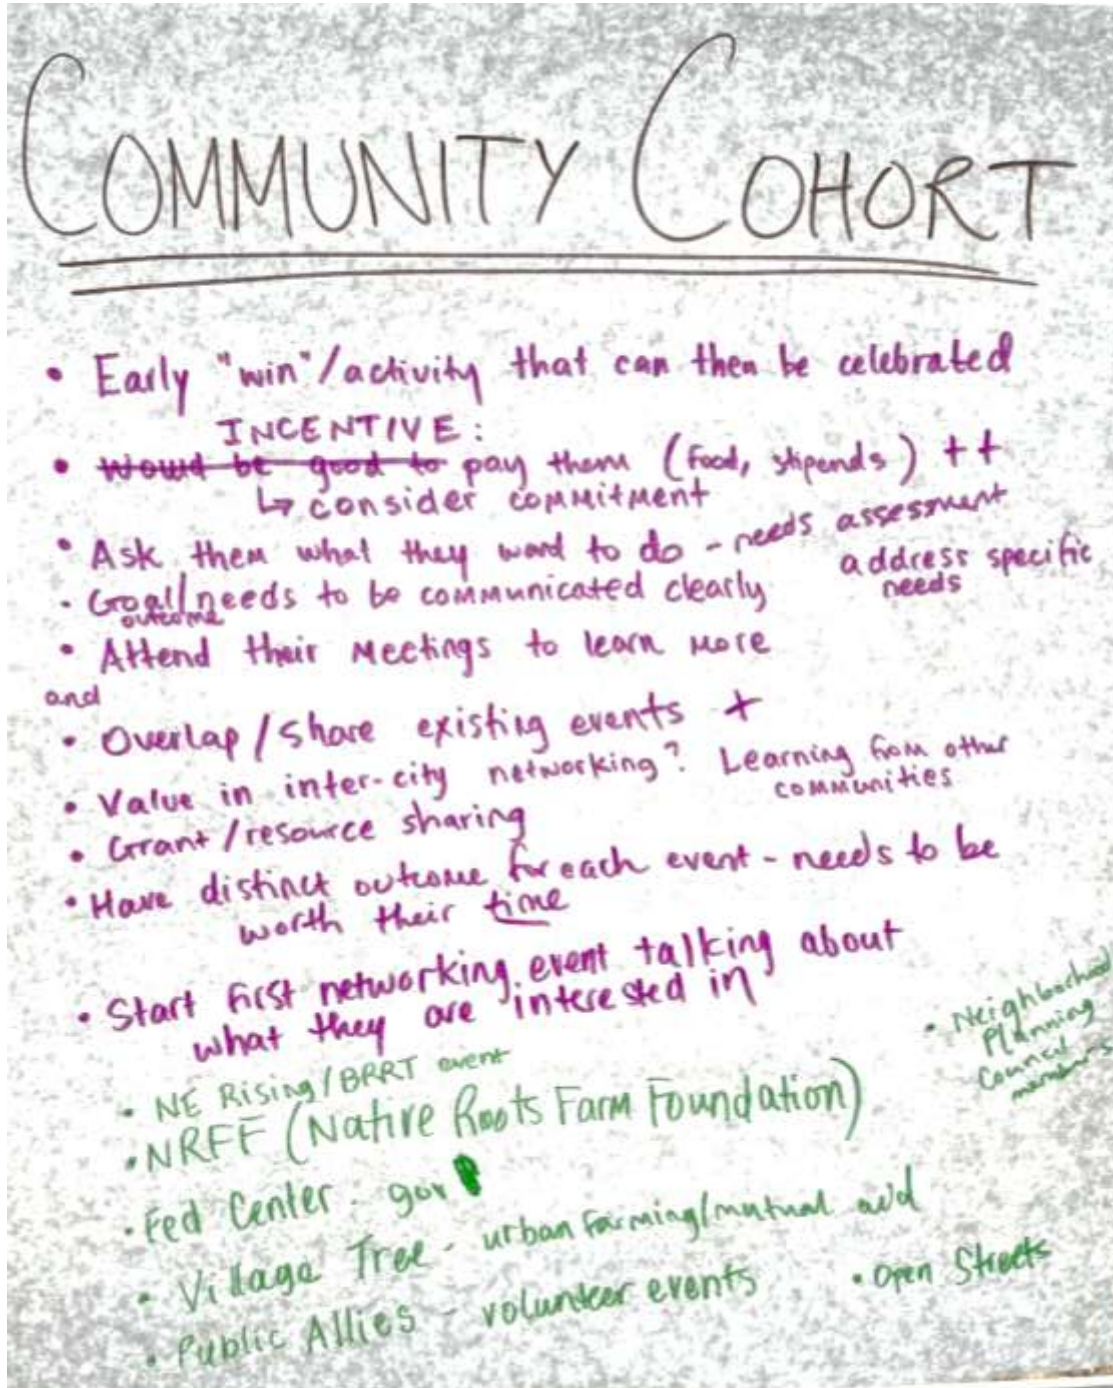 COMMUNITY COHORT
• Early "win"/activity that can then be celebrated
INCENTIVE:
• Would be good to pay them (food, stipends) ++
↳ consider commitment
• Ask them what they want to do - needs assessment
address specific
needs
• Goal/needs to be communicated clearly
outcome
• Attend their meetings to learn more
and
• Overlap/share existing events +
• Value in inter-city networking? Learning from other
communities
• Grant/resource sharing
• Have distinct outcome for each event - needs to be
worth their time
• Start first networking event talking about
what they are interested in
• Neighborhood
Planning
Council
members
• NE Rising/BRRT event
• NRFF (Native Roots Farm Foundation)
• Fed Center - gov
• Village Tree - urban farming/mutual aid
• Public Allies - volunteer events
• Open Streets